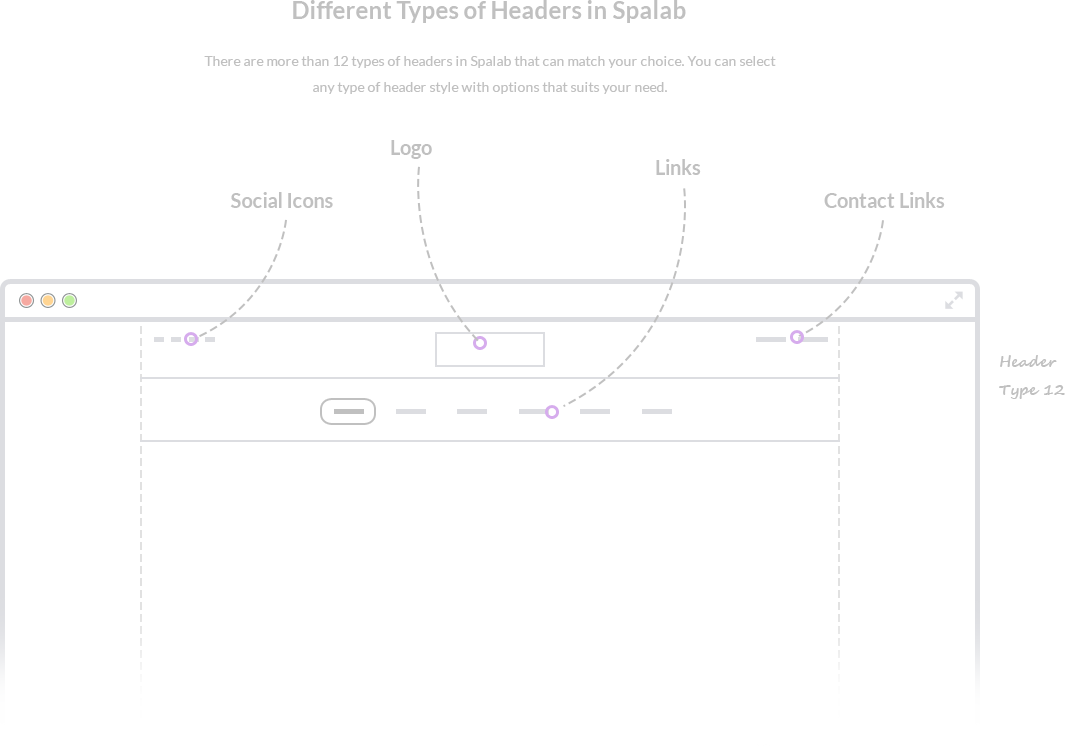 Different Types of Headers in Spalab
There are more than 12 types of headers in Spalab that can match your choice. You can select
any type of header style with options that suits your need.
Logo
Links
Social Icons
Contact Links
Header
Type 12